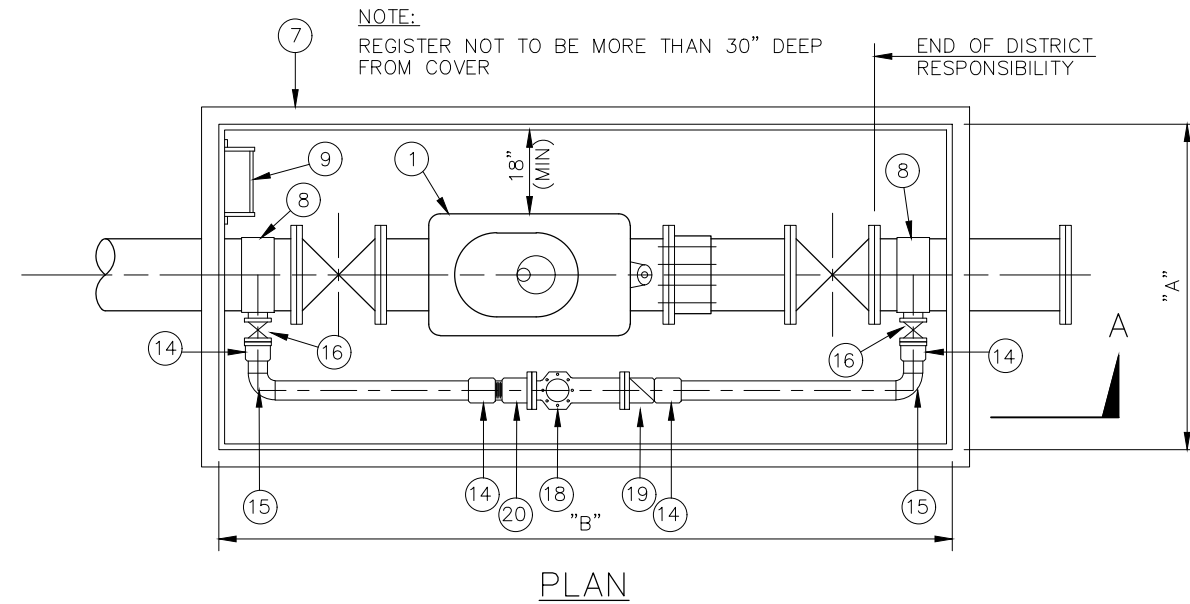 NOTE:
REGISTER NOT TO BE MORE THAN 30” DEEP
FROM COVER
END OF DISTRICT
RESPONSIBILITY
7
9
8
1
18”
(MIN)
8
”A”
14
16
16
14
A
15
14
20
18
19
14
15
”B”
PLAN